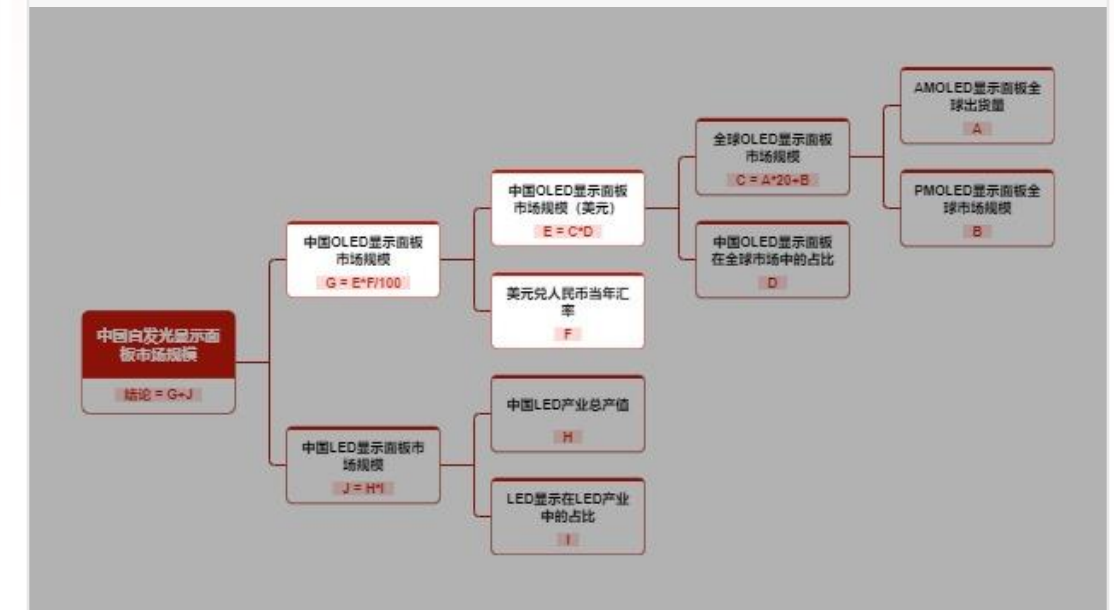 中国自发光显示面
板市场规模
结论 = G+J
中国OLED显示面板
市场规模
G = E*F/100
中国LED显示面板市
场规模
J = H*I
中国OLED显示面板
市场规模（美元）
E = C*D
美元兑人民币当年汇
率
F
中国LED产业总产值
H
LED显示在LED产业
中的占比
I
全球OLED显示面板
市场规模
C = A*20+B
中国OLED显示面板
在全球市场中的占比
D
AMOLED显示面板全
球出货量
A
PMOLED显示面板全
球市场规模
B